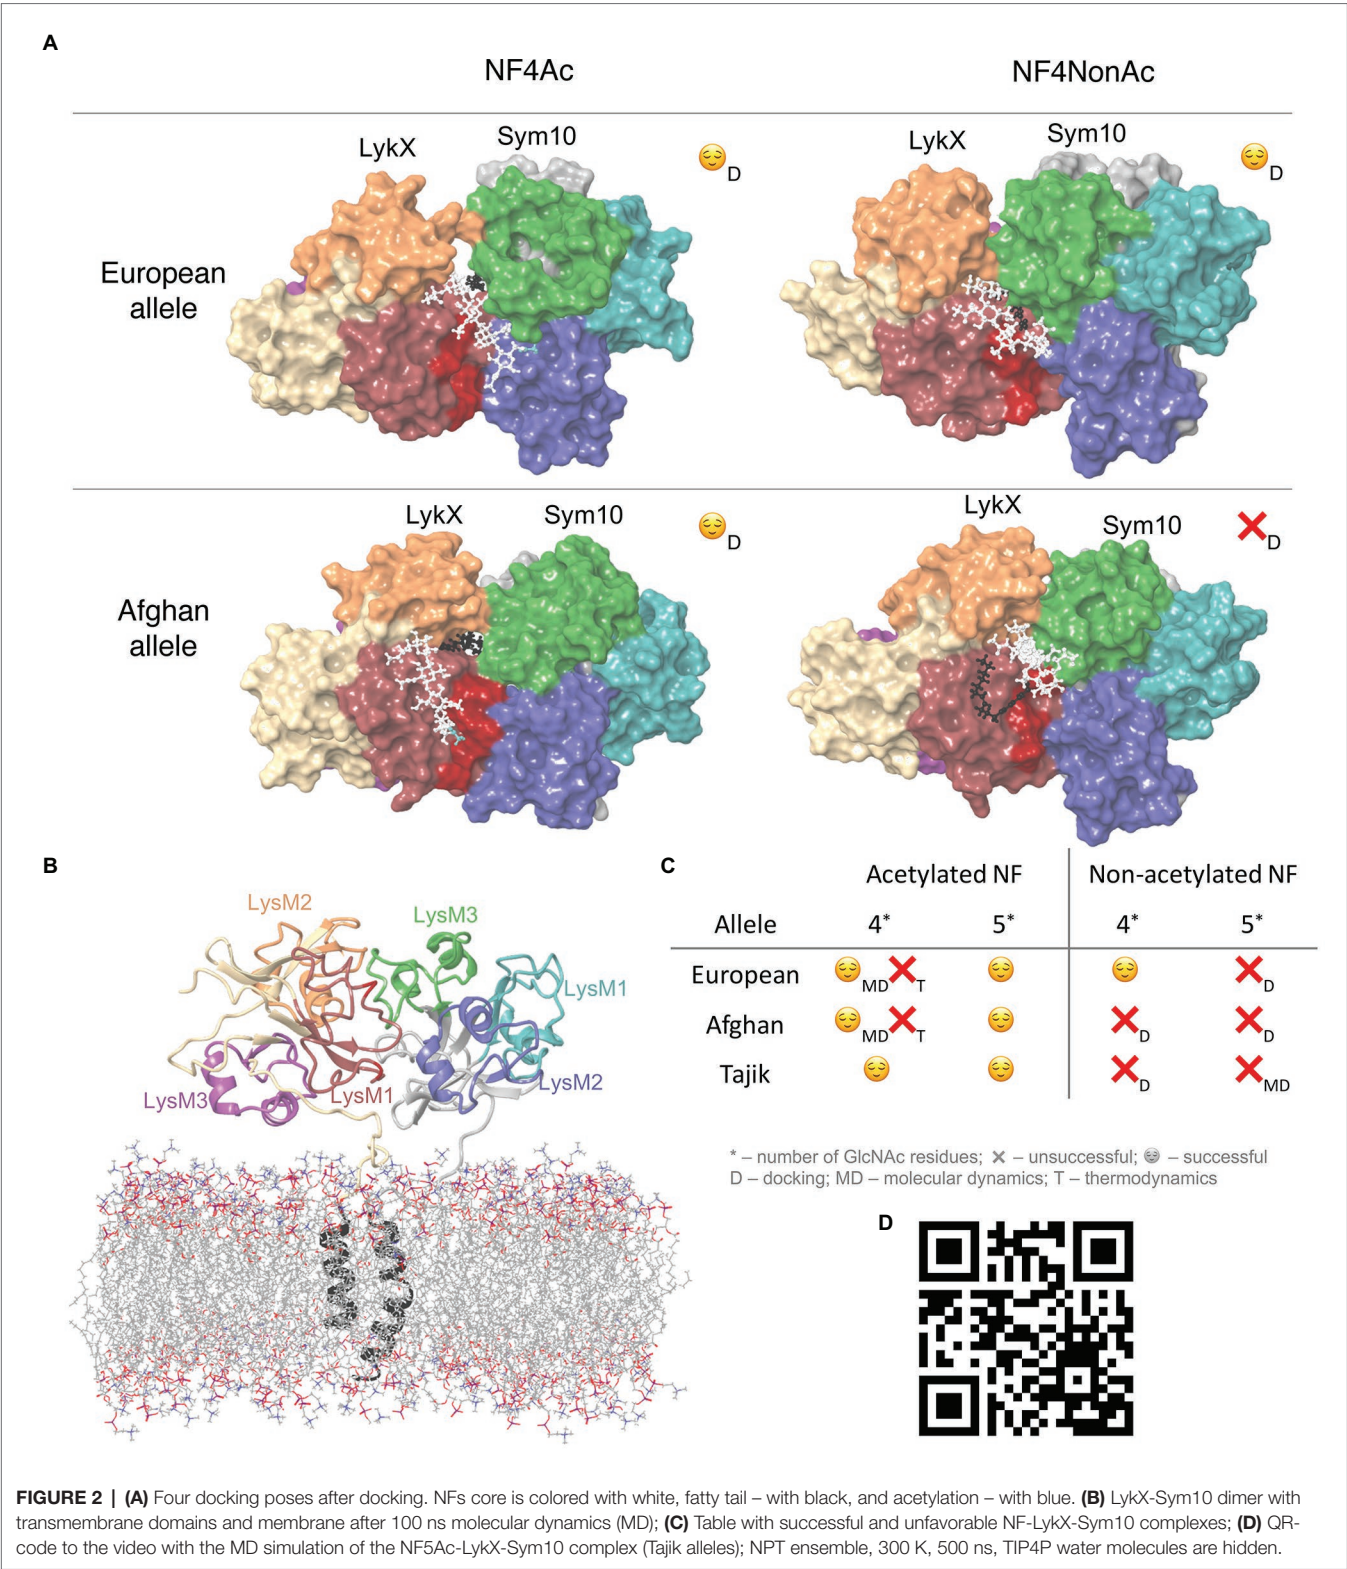 A
NF4Ac
NF4NonAc
LykX
Sym10
D
LykX
Sym10
D
European
allele
LykX
Sym10
D
LykX
Sym10
D
Afghan
allele
B
LysM2
LysM3
LysM1
LysM2
LysM3
LysM1
C
Acetylated NF
Non-acetylated NF
Allele
4*
5*
4*
5*
European
MD
T
D
Afghan
MD
T
D
D
Tajik
D
MD
* – number of GlcNAc residues; ✕ – unsuccessful; 😌 – successful
D – docking; MD – molecular dynamics; T – thermodynamics
D
FIGURE 2 | (A) Four docking poses after docking. NFs core is colored with white, fatty tail – with black, and acetylation – with blue. (B) LykX-Sym10 dimer with
transmembrane domains and membrane after 100 ns molecular dynamics (MD); (C) Table with successful and unfavorable NF-LykX-Sym10 complexes; (D) QR-
code to the video with the MD simulation of the NF5Ac-LykX-Sym10 complex (Tajik alleles); NPT ensemble, 300 K, 500 ns, TIP4P water molecules are hidden.